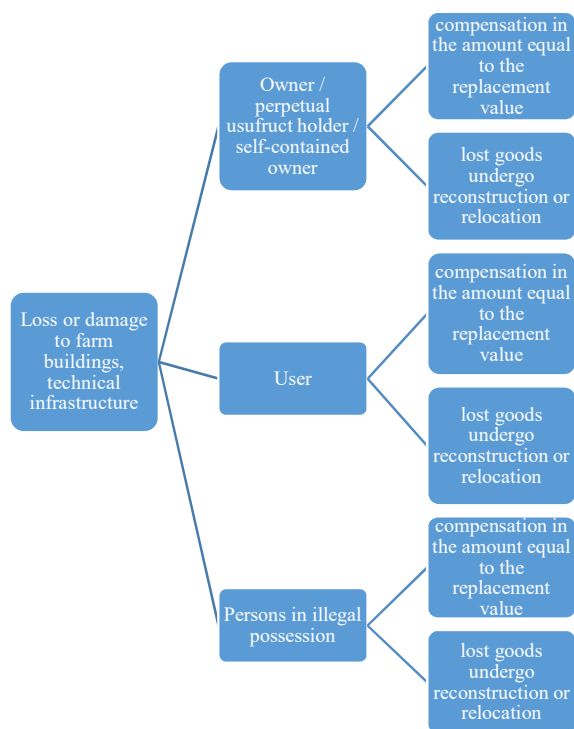 Loss or damage
to farm
buildings,
technical
infrastructure
Owner /
perpetual
usufruct holder /
self-contained
owner
compensation in
the amount equal
to the
replacement
value
lost goods
undergo
reconstruction or
relocation
User
compensation in
the amount equal
to the
replacement
value
lost goods
undergo
reconstruction or
relocation
Persons in illegal
possession
compensation in
the amount equal
to the
replacement
value
lost goods
undergo
reconstruction or
relocation